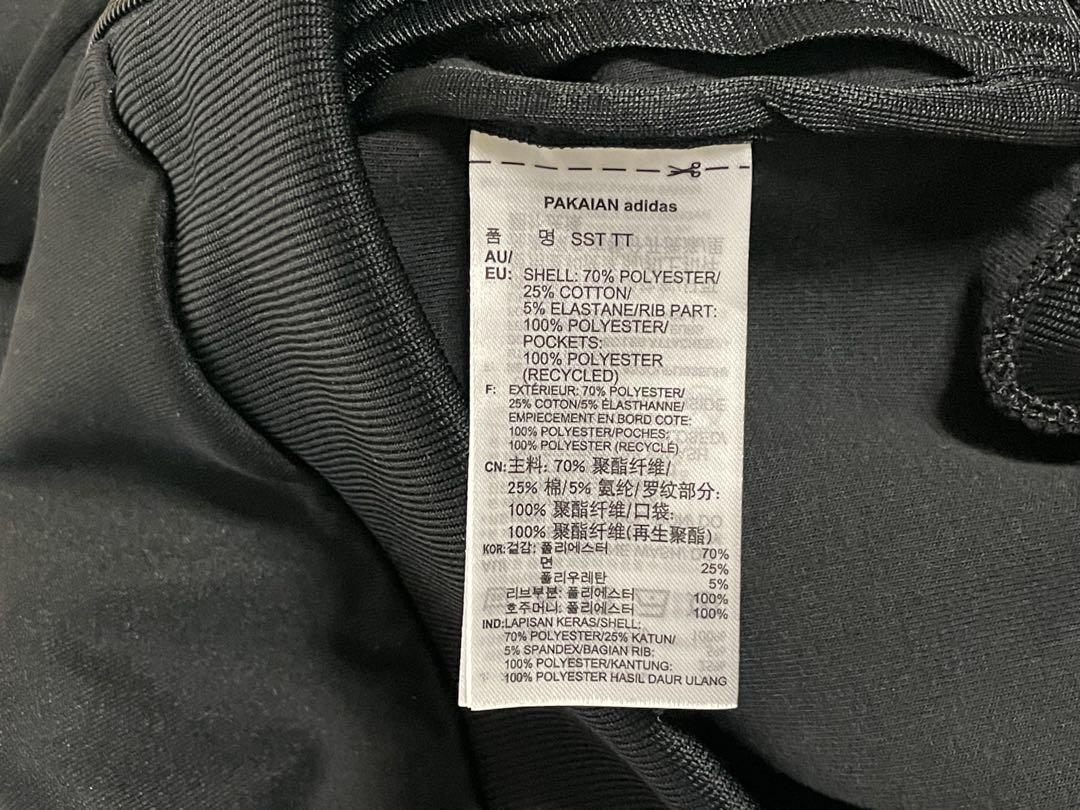 PAKAIAN adidas
품 명 SST TT
AU/
EU: SHELL: 70% POLYESTER/
25% COTTON/
5% ELASTANE/RIB PART:
100% POLYESTER/
POCKETS:
100% POLYESTER
(RECYCLED)
F: EXTÉRIEUR: 70% POLYESTER/
25% COTON/5% ÉLASTHANNE/
EMPIECEMENT EN BORD COTE:
100% POLYESTER/POCHES:
100% POLYESTER (RECYCLÉ)
CN: 主料: 70% 聚酯纤维/
25% 棉/5% 氨纶/罗纹部分:
100% 聚酯纤维/口袋:
100% 聚酯纤维(再生聚酯)
KOR: 겉감: 폴리에스터 70%
면 25%
폴리우레탄 5%
리브부분: 폴리에스터 100%
호주머니: 폴리에스터 100%
IND: LAPISAN KERAS/SHELL:
70% POLYESTER/25% KATUN/
5% SPANDEX/BAGIAN RIB:
100% POLYESTER/KANTUNG:
100% POLYESTER HASIL DAUR ULANG